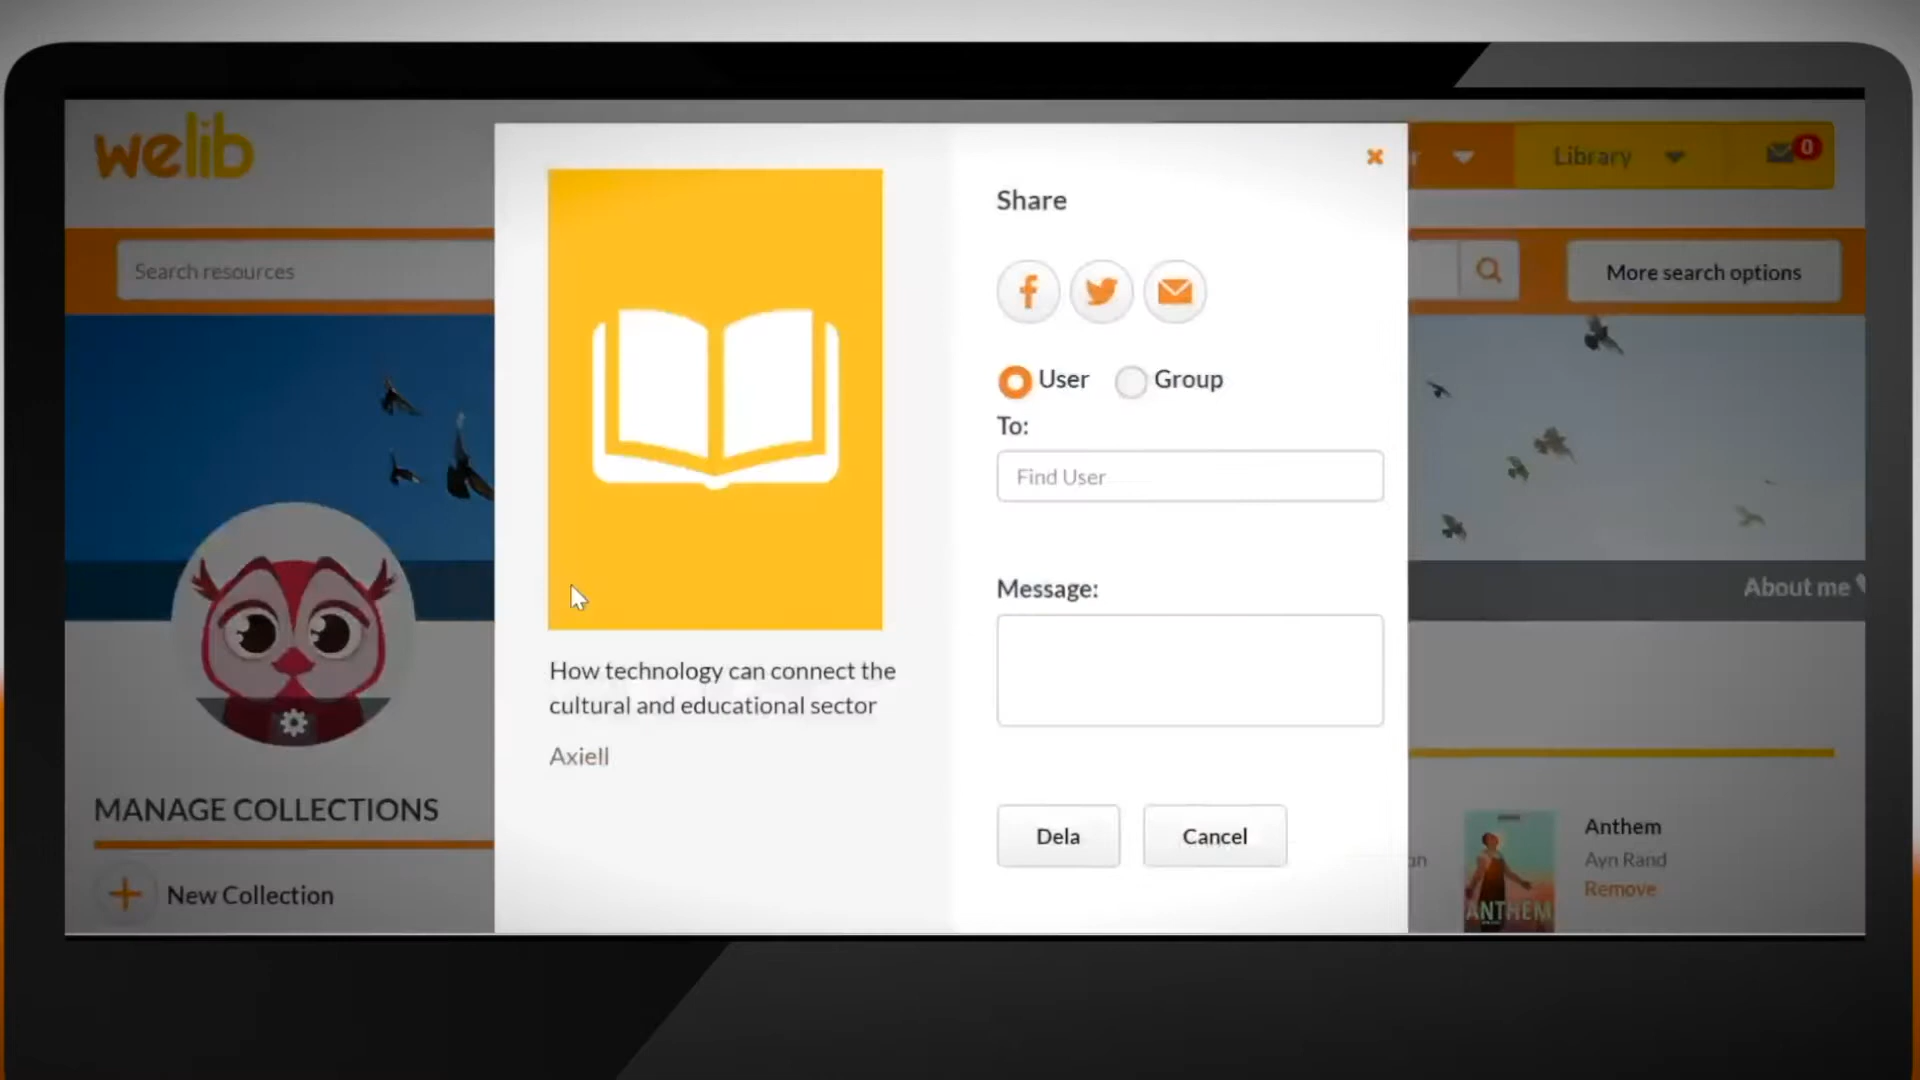 welib
Library
0
Search resources
More search options
Share
User
Group
To:
Find User
Message:
About me
How technology can connect the
cultural and educational sector
Axiell
MANAGE COLLECTIONS
New Collection
Dela
Cancel
Anthem
Ayn Rand
Remove
ANTHEM